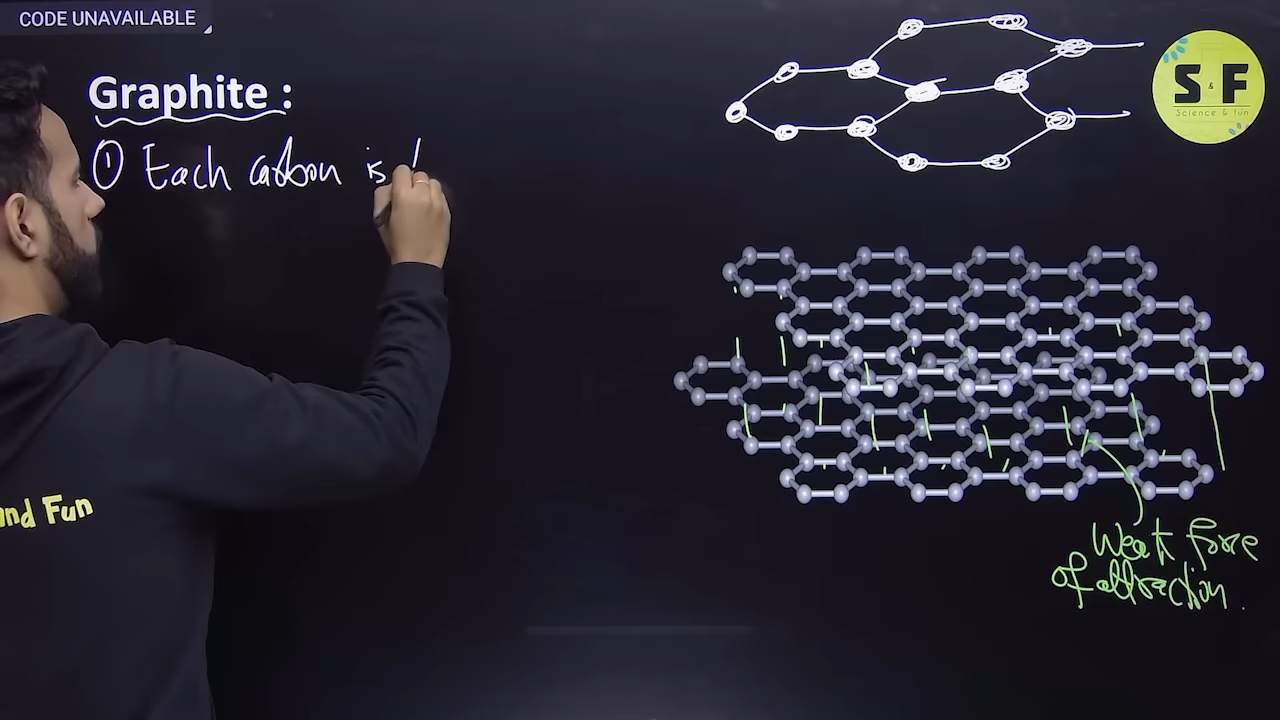 CODE UNAVAILABLE
Graphite :
① Each carbon is
S & F
Science & fun
Weak force
of attraction.
and Fun